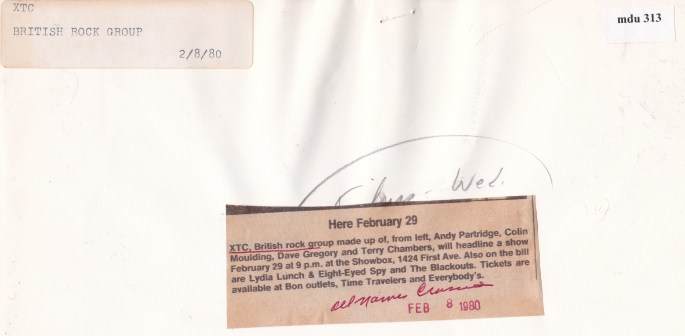 XTC
BRITISH ROCK GROUP
2/8/80
mdu 313
Wed.
Here February 29
XTC, British rock group made up of, from left, Andy Partridge, Colin
Moulding, Dave Gregory and Terry Chambers, will headline a show
February 29 at 9 p.m. at the Showbox, 1424 First Ave. Also on the bill
are Lydia Lunch & Eight-Eyed Spy and The Blackouts. Tickets are
available at Bon outlets, Time Travelers and Everybody's.
all names
FEB 8 1980